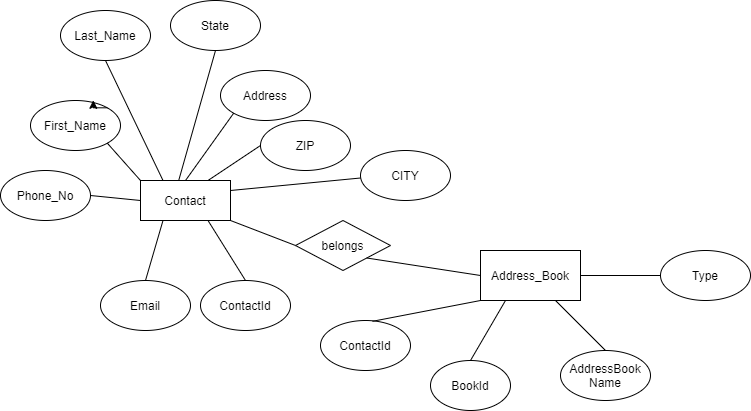 State
Last_Name
Address
First_Name
ZIP
CITY
Phone_No
Contact
belongs
Address_Book
Type
Email
ContactId
ContactId
BookId
AddressBook
Name